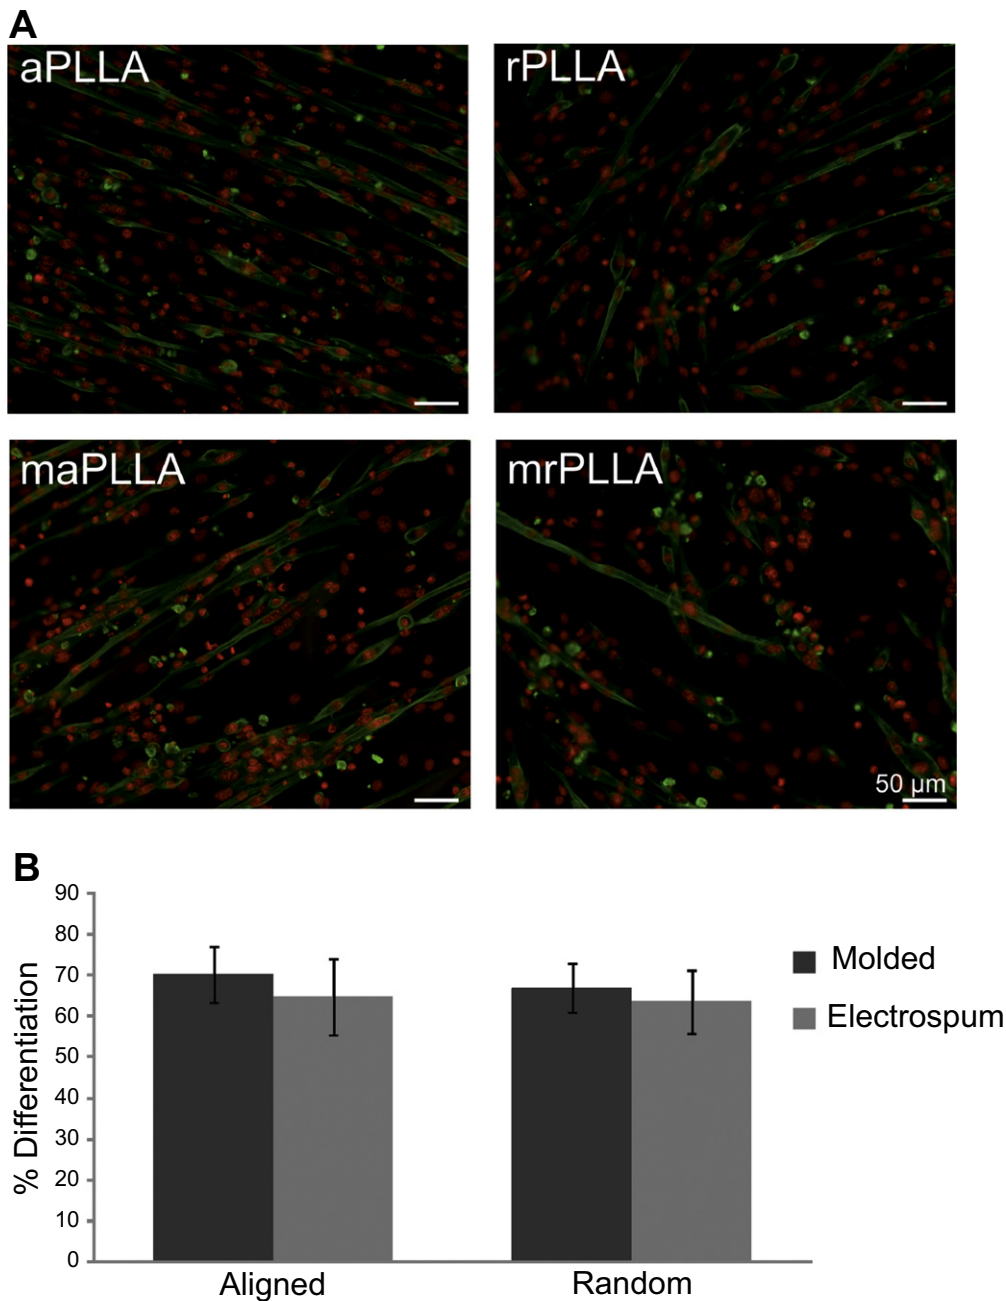 A
aPLLA
rPLLA
maPLLA
mrPLLA
50 µm
B
90
80
70
60
50
40
30
20
10
0
% Differentiation
Aligned
Random
Molded
Electrospum